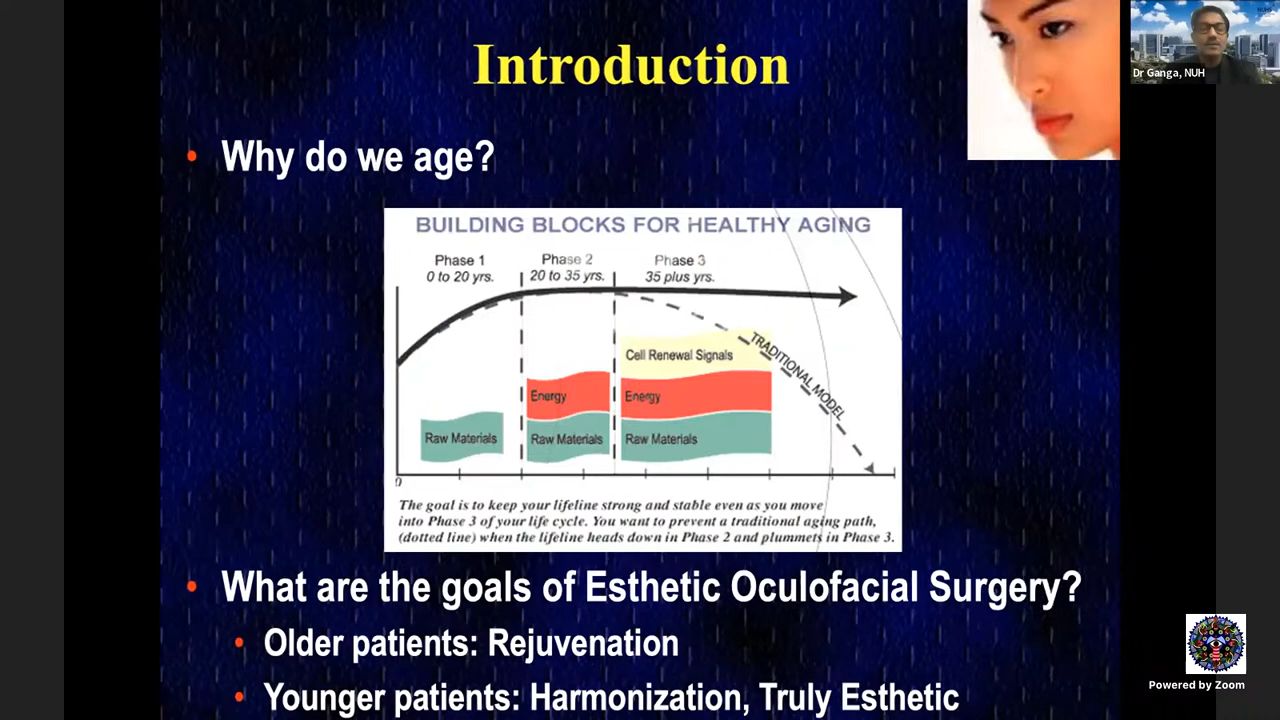 Introduction
Dr Ganga, NUH
• Why do we age?
BUILDING BLOCKS FOR HEALTHY AGING
Phase 1
0 to 20 yrs.
Phase 2
20 to 35 yrs.
Phase 3
35 plus yrs.
TRADITIONAL MODEL
Cell Renewal Signals
Energy
Energy
Raw Materials
Raw Materials
Raw Materials
0
The goal is to keep your lifeline strong and stable even as you move
into Phase 3 of your life cycle. You want to prevent a traditional aging path,
(dotted line) when the lifeline heads down in Phase 2 and plummets in Phase 3.
• What are the goals of Esthetic Oculofacial Surgery?
• Older patients: Rejuvenation
• Younger patients: Harmonization, Truly Esthetic
Powered by Zoom